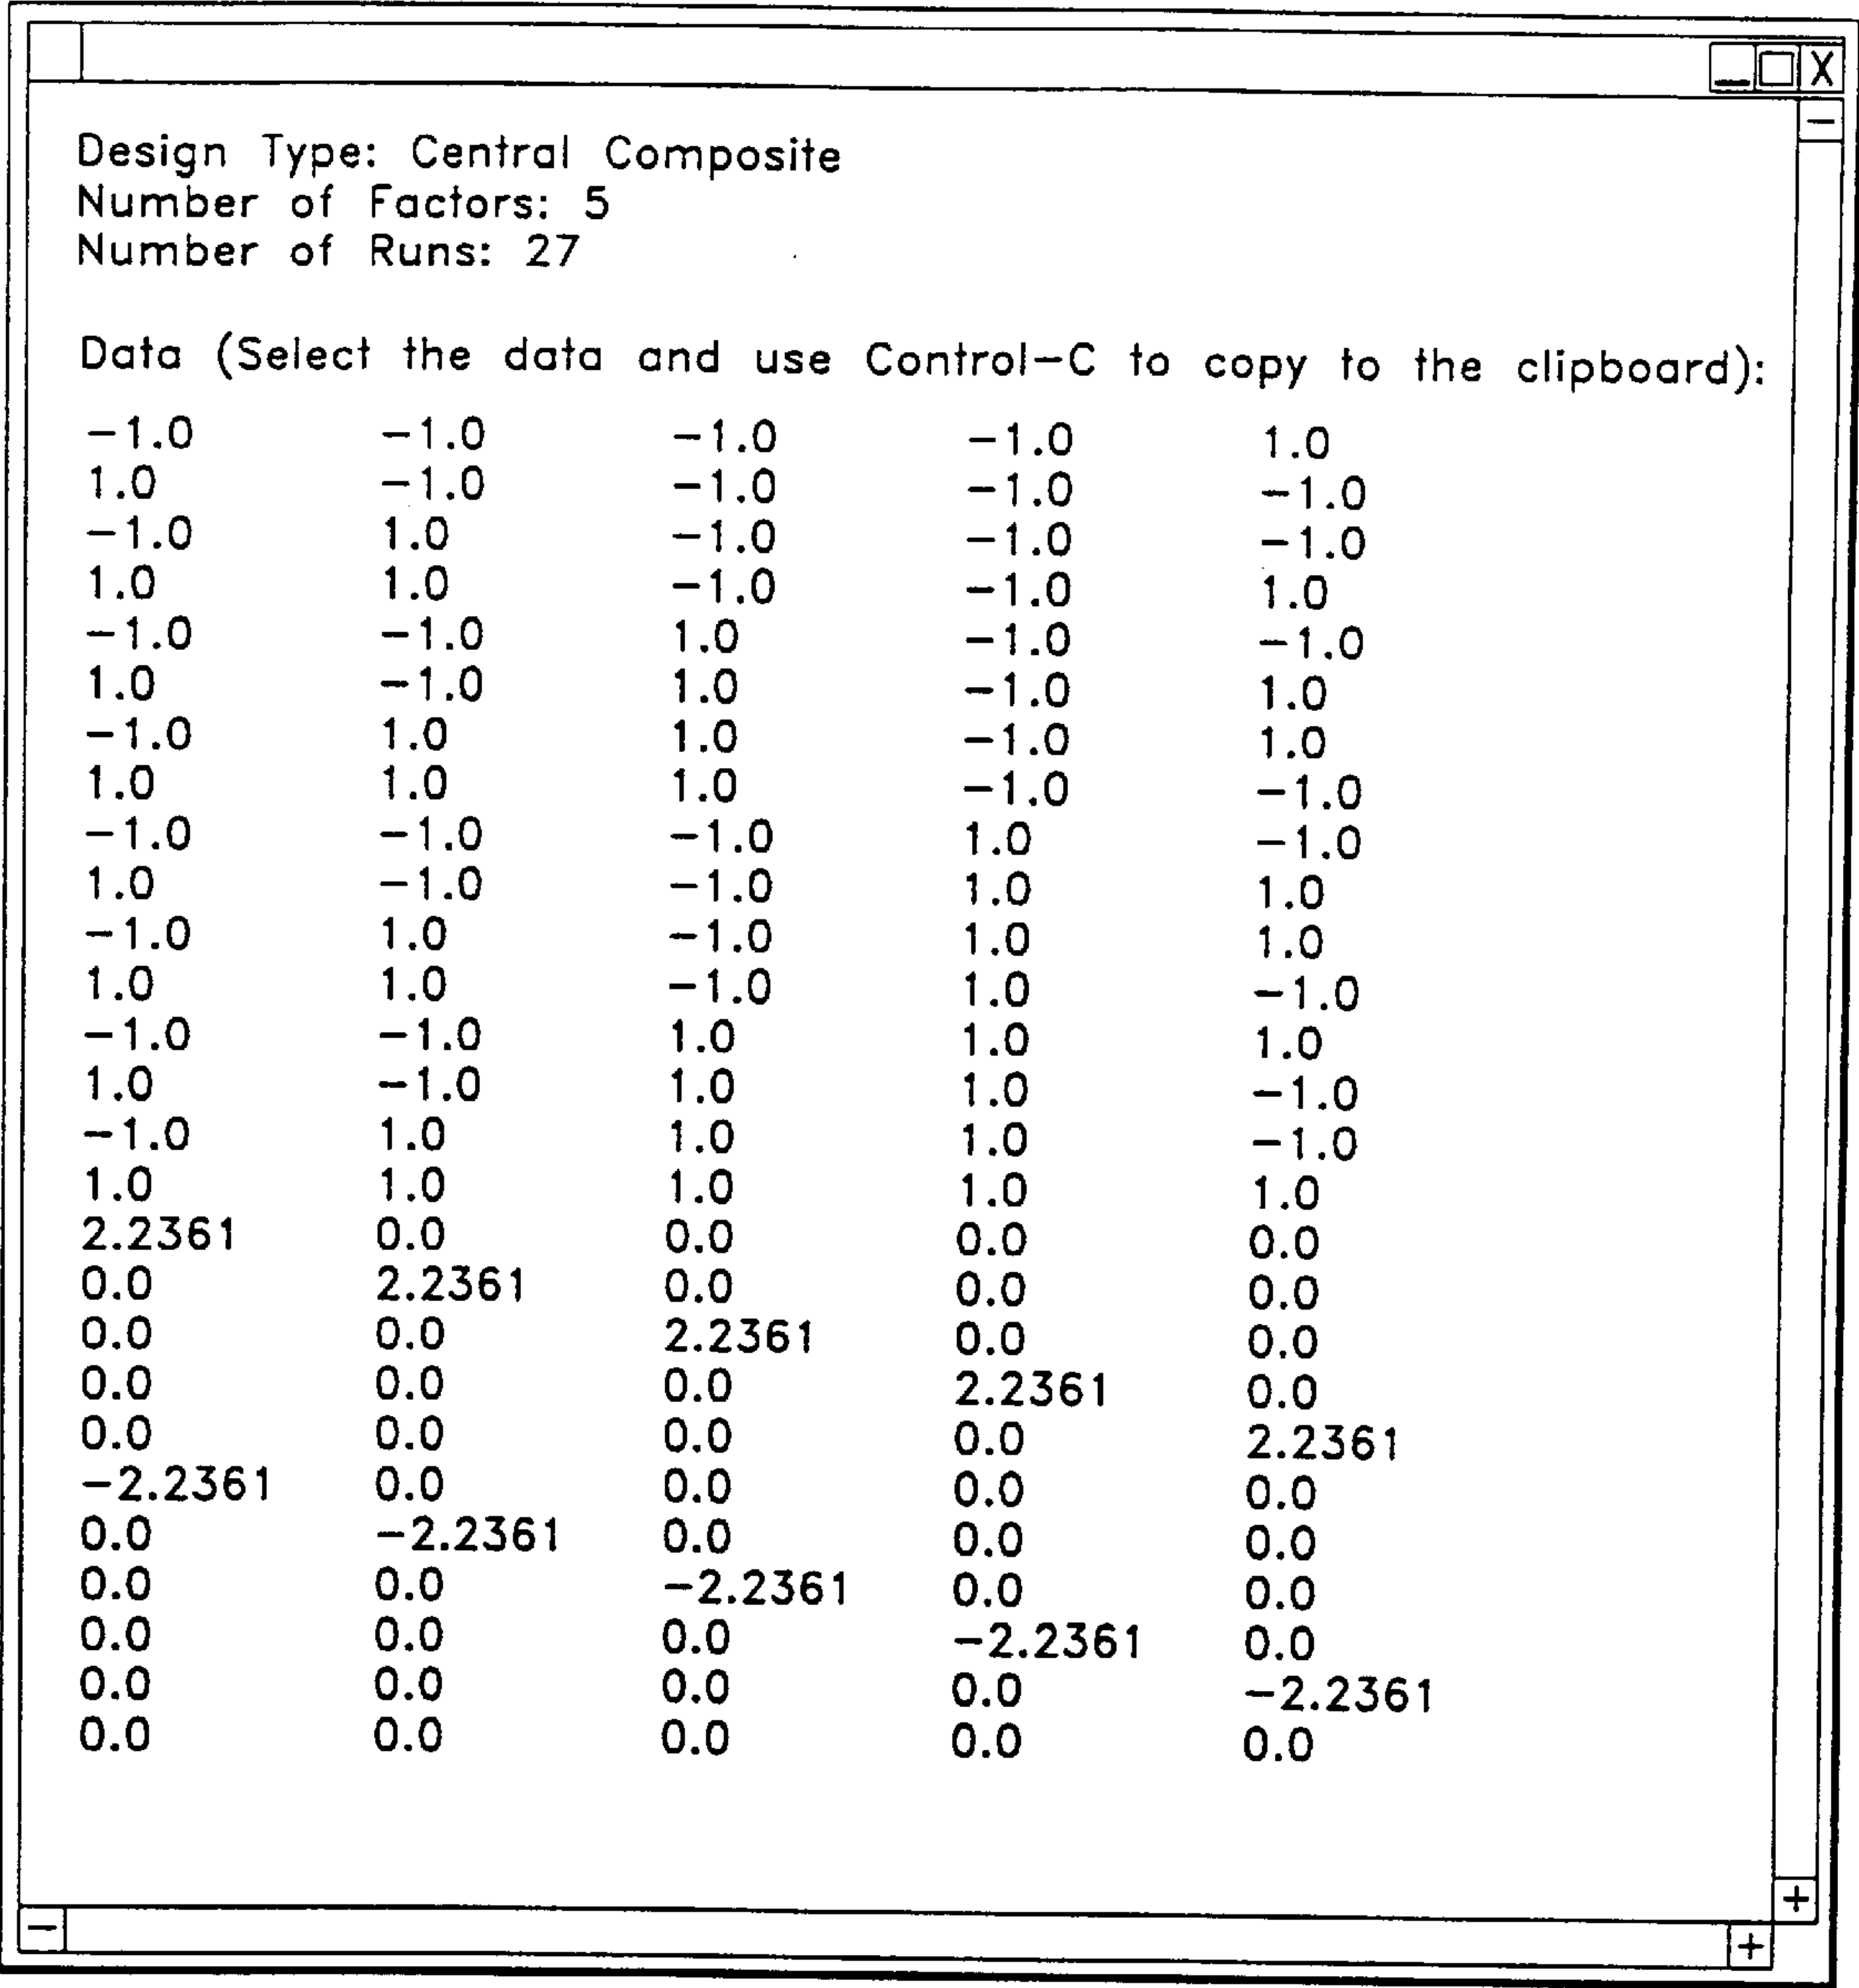 X
Design Type: Central Composite
Number of Factors: 5
Number of Runs: 27
Data (Select the data and use Control-C to copy to the clipboard):
-1.0 -1.0 -1.0 -1.0 1.0
1.0 -1.0 -1.0 -1.0 -1.0
-1.0 1.0 -1.0 -1.0 -1.0
1.0 1.0 -1.0 -1.0 1.0
-1.0 -1.0 1.0 -1.0 -1.0
1.0 -1.0 1.0 -1.0 1.0
-1.0 1.0 1.0 -1.0 1.0
1.0 1.0 1.0 -1.0 -1.0
-1.0 -1.0 -1.0 1.0 -1.0
1.0 -1.0 -1.0 1.0 1.0
-1.0 1.0 -1.0 1.0 1.0
1.0 1.0 -1.0 1.0 -1.0
-1.0 -1.0 1.0 1.0 1.0
1.0 -1.0 1.0 1.0 -1.0
-1.0 1.0 1.0 1.0 -1.0
1.0 1.0 1.0 1.0 1.0
2.2361 0.0 0.0 0.0 0.0
0.0 2.2361 0.0 0.0 0.0
0.0 0.0 2.2361 0.0 0.0
0.0 0.0 0.0 2.2361 0.0
0.0 0.0 0.0 0.0 2.2361
-2.2361 0.0 0.0 0.0 0.0
0.0 -2.2361 0.0 0.0 0.0
0.0 0.0 -2.2361 0.0 0.0
0.0 0.0 0.0 -2.2361 0.0
0.0 0.0 0.0 0.0 -2.2361
0.0 0.0 0.0 0.0 0.0